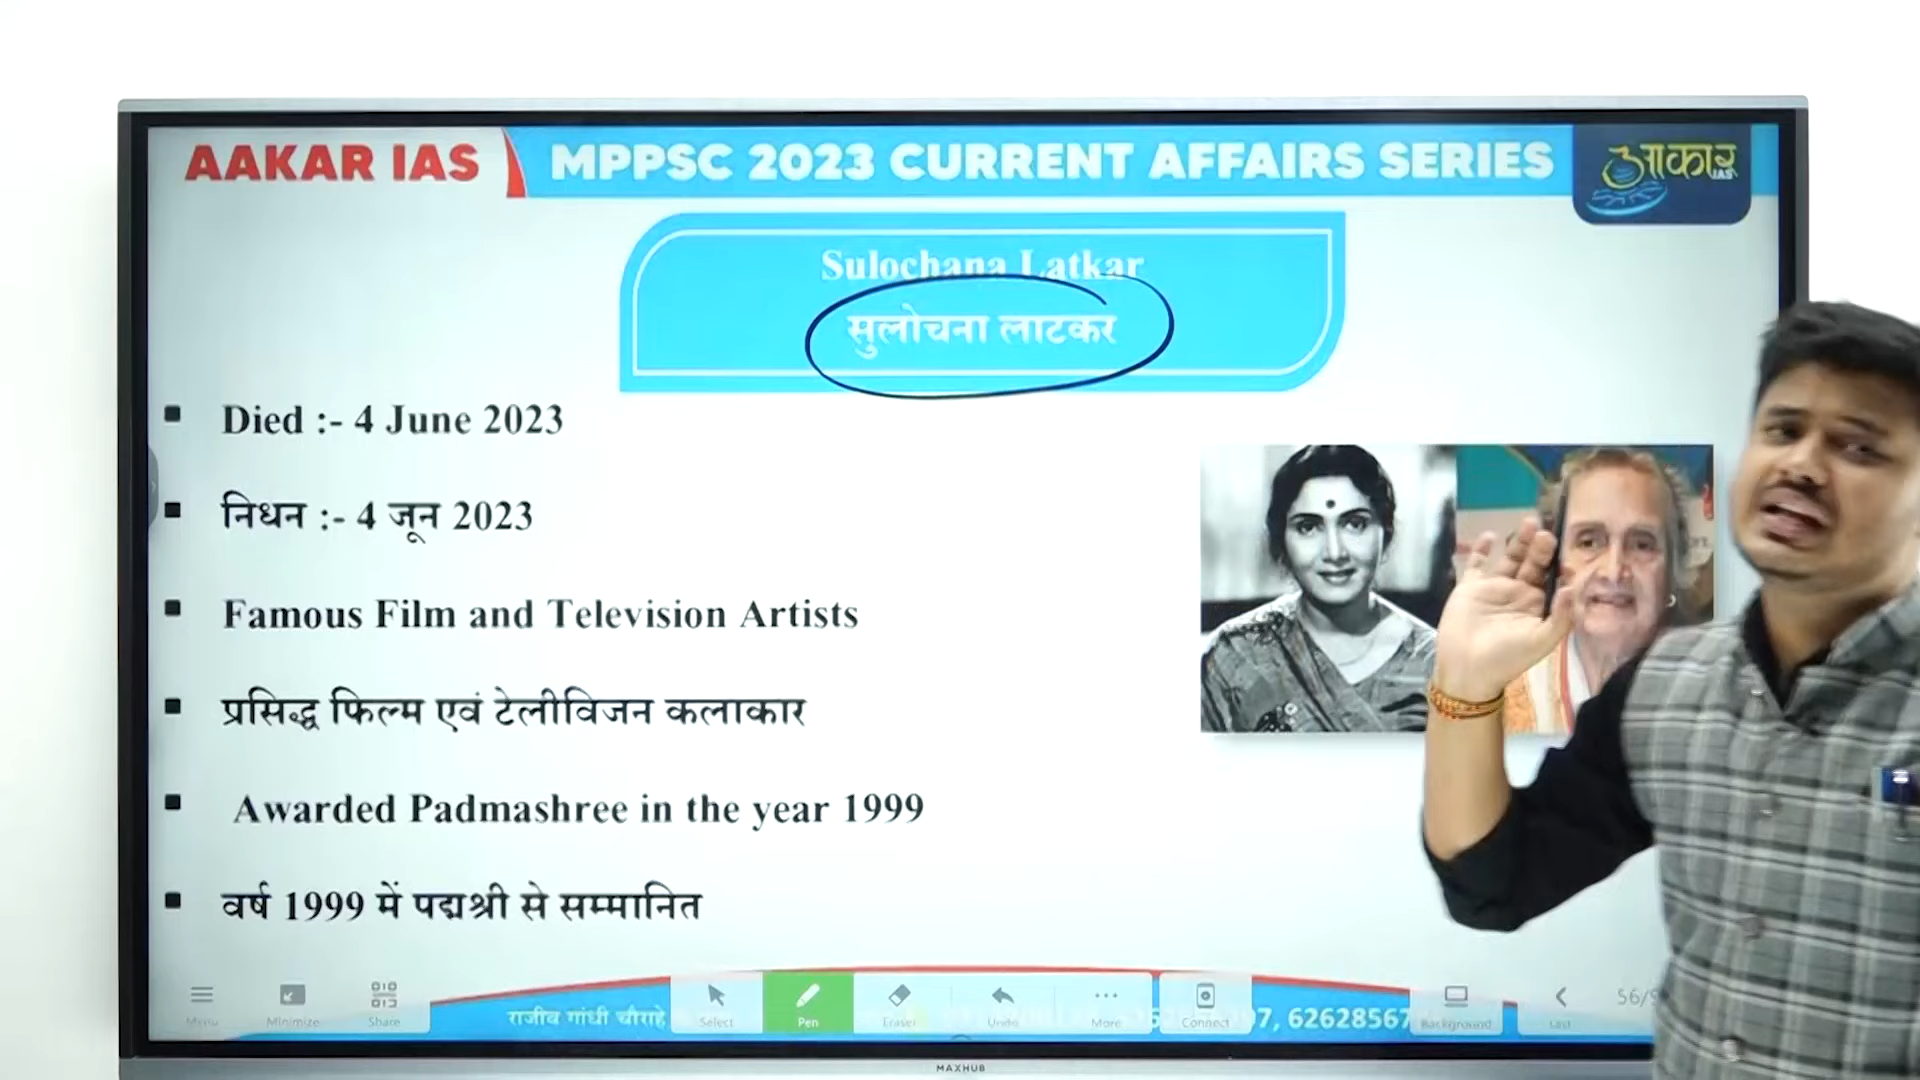 AAKAR IAS
MPPSC 2023 CURRENT AFFAIRS SERIES
आकार
IAS
Sulochana Latkar
सुलोचना लाटकर
Died :- 4 June 2023
निधन :- 4 जून 2023
Famous Film and Television Artists
प्रसिद्ध फिल्म एवं टेलीविजन कलाकार
Awarded Padmashree in the year 1999
वर्ष 1999 में पद्मश्री से सम्मानित
Menu
Minimize
Share
राजीव गांधी चौराहे
Select
Pen
Eraser
Undo
More
Connect
97, 62628567
Background
Last
56/
MAXHUB